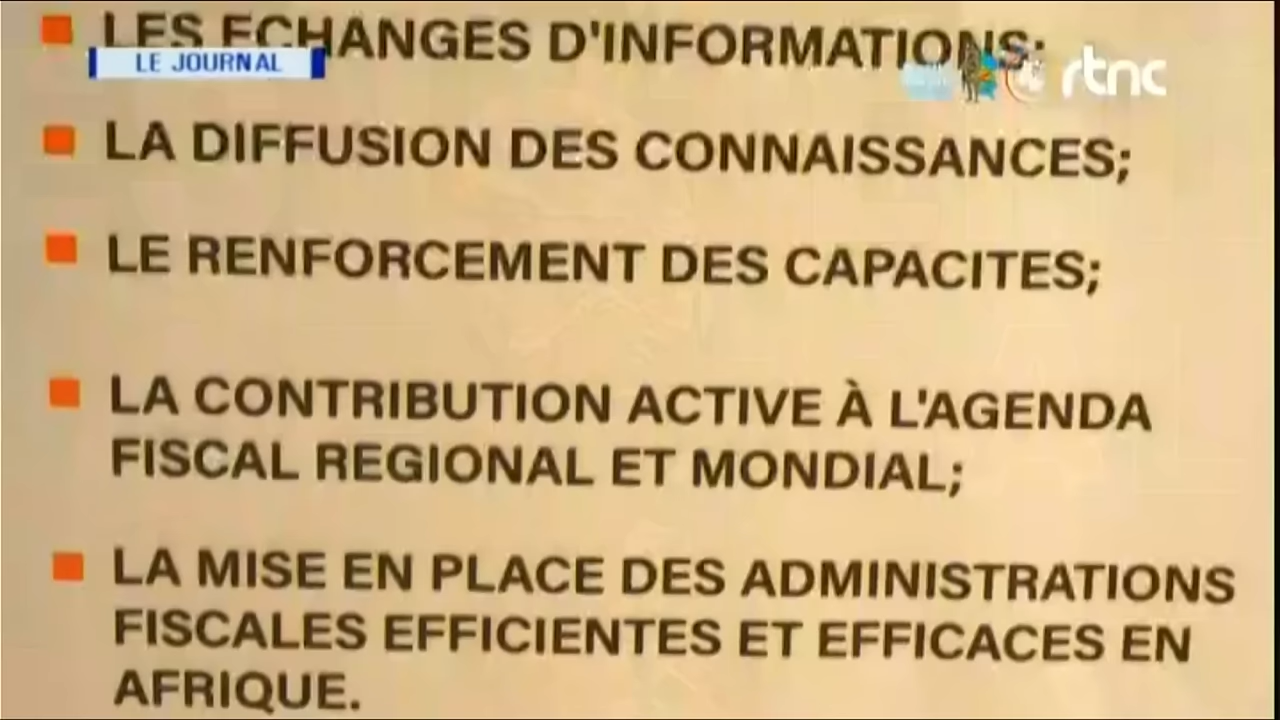 LES ECHANGES D'INFORMATIONS;
LE JOURNAL
rtnc
LA DIFFUSION DES CONNAISSANCES;
LE RENFORCEMENT DES CAPACITES;
LA CONTRIBUTION ACTIVE À L'AGENDA
FISCAL REGIONAL ET MONDIAL;
LA MISE EN PLACE DES ADMINISTRATIONS
FISCALES EFFICIENTES ET EFFICACES EN
AFRIQUE.